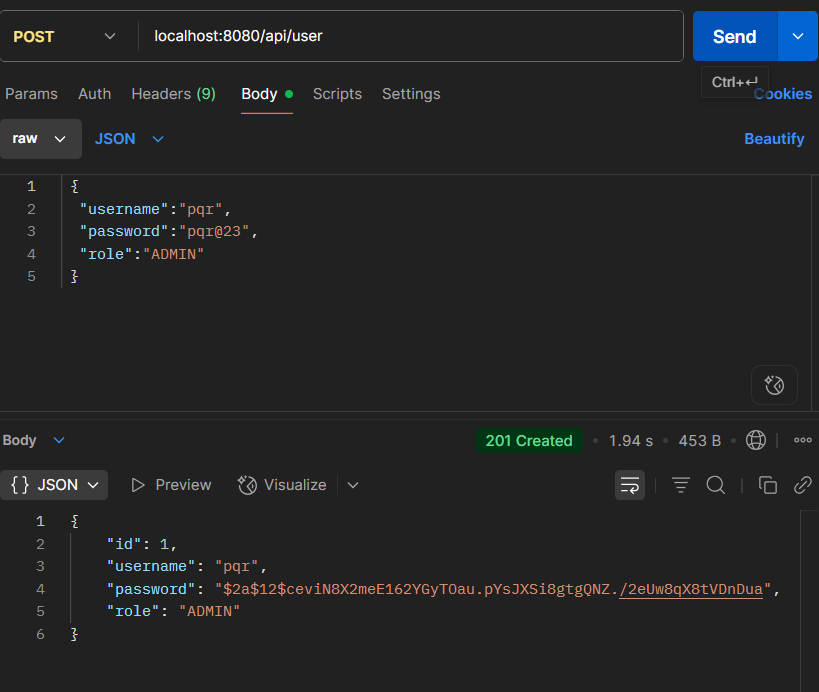 POST localhost:8080/api/user Send
Ctrl+↵
Params Auth Headers (9) Body Scripts Settings Cookies
raw JSON Beautify
1 {
2 "username":"pqr",
3 "password":"pqr@23",
4 "role":"ADMIN"
5 }
Body 201 Created • 1.94 s • 453 B •
{} JSON Preview Visualize
1 {
2 "id": 1,
3 "username": "pqr",
4 "password": "$2a$12$ceviN8X2meE162YGyTOau.pYsJXSi8gtgQNZ./2eUw8qX8tVDnDua",
5 "role": "ADMIN"
6 }